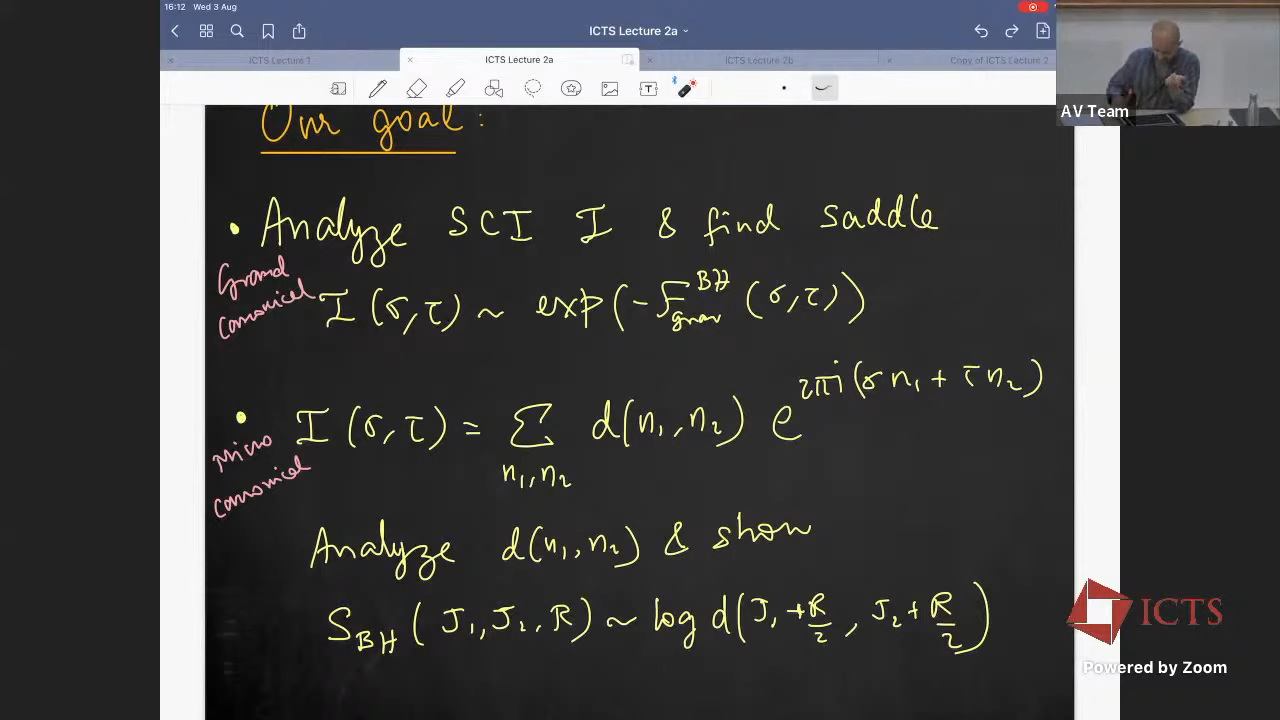 16:12 Wed 3 Aug
ICTS Lecture 2a
ICTS Lecture 1
ICTS Lecture 2a
ICTS Lecture 2b
Copy of ICTS Lecture 2
AV Team
Our goal:
• Analyze SCI I & find saddle
Grand canonical
I (σ,τ) ~ exp(-F_grav^BH (σ,τ))
• I (σ,τ) = Σ_{n₁,n₂} d(n₁,n₂) e^{2πi(σn₁+τn₂)}
Micro canonical
Analyze d(n₁,n₂) & show
S_BH (J₁,J₂,R) ~ log d(J₁+R/2, J₂+R/2)
ICTS
Powered by Zoom